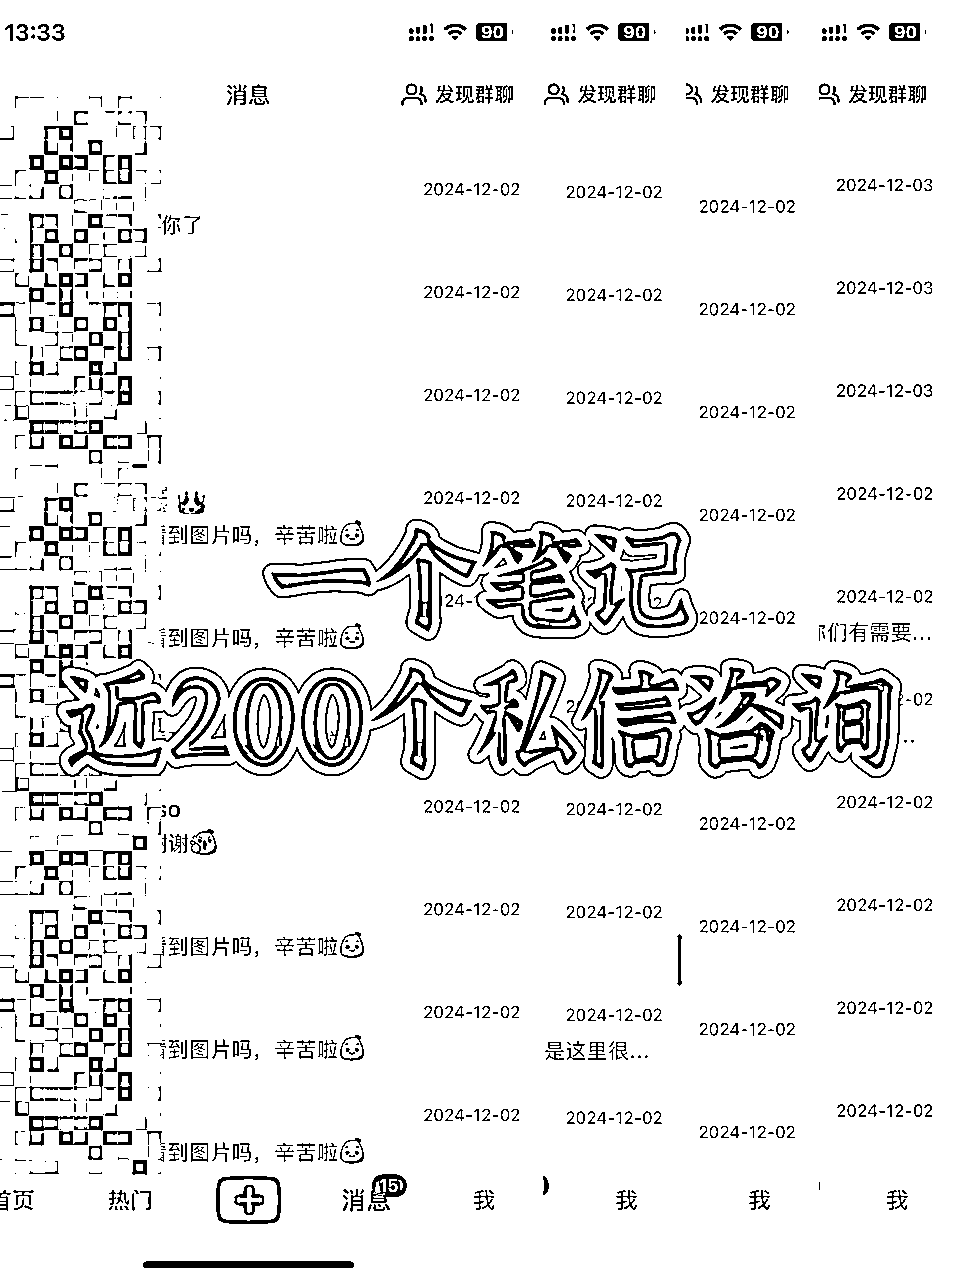 13:33 90 90 90 90
消息 发现群聊 发现群聊 发现群聊 发现群聊
2024-12-02 2024-12-02 2024-12-02 2024-12-03
你了
2024-12-02 2024-12-02 2024-12-02 2024-12-03
2024-12-02 2024-12-02 2024-12-02 2024-12-03
2024-12-02 2024-12-02 2024-12-02 2024-12-02
看到图片吗，辛苦啦
一个笔记
2024-12-02 2024-12-02
看到图片吗，辛苦啦 们有需要...
近200个私信咨询
-02
so 2024-12-02 2024-12-02 2024-12-02 2024-12-02
谢
2024-12-02 2024-12-02 2024-12-02 2024-12-02
看到图片吗，辛苦啦
2024-12-02 2024-12-02 2024-12-02 2024-12-02
看到图片吗，辛苦啦 是这里很...
2024-12-02 2024-12-02 2024-12-02 2024-12-02
看到图片吗，辛苦啦
首页 热门 消息 15 我 我 我 我